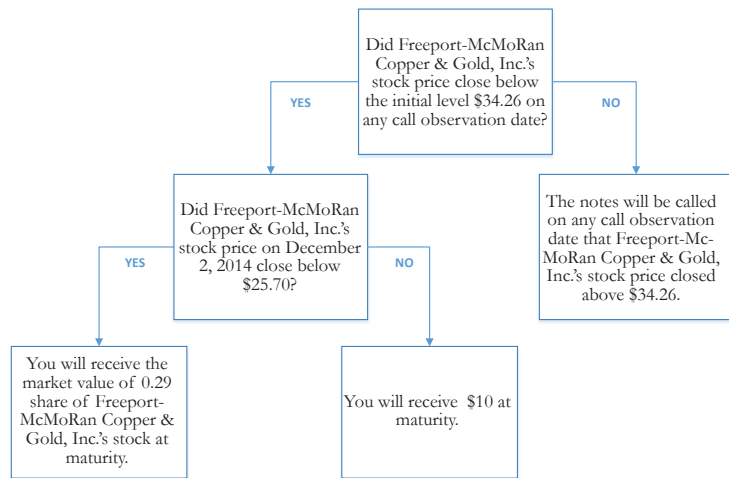 Did Freeport-McMoRan
Copper & Gold, Inc.'s
stock price close below
the initial level $34.26 on
any call observation date?
YES
NO
Did Freeport-McMoRan
Copper & Gold, Inc.'s
stock price on December
2, 2014 close below
$25.70?
The notes will be called
on any call observation
date that Freeport-Mc-
MoRan Copper & Gold,
Inc.'s stock price closed
above $34.26.
YES
NO
You will receive the
market value of 0.29
share of Freeport-
McMoRan Copper &
Gold, Inc.'s stock at
maturity.
You will receive $10 at
maturity.